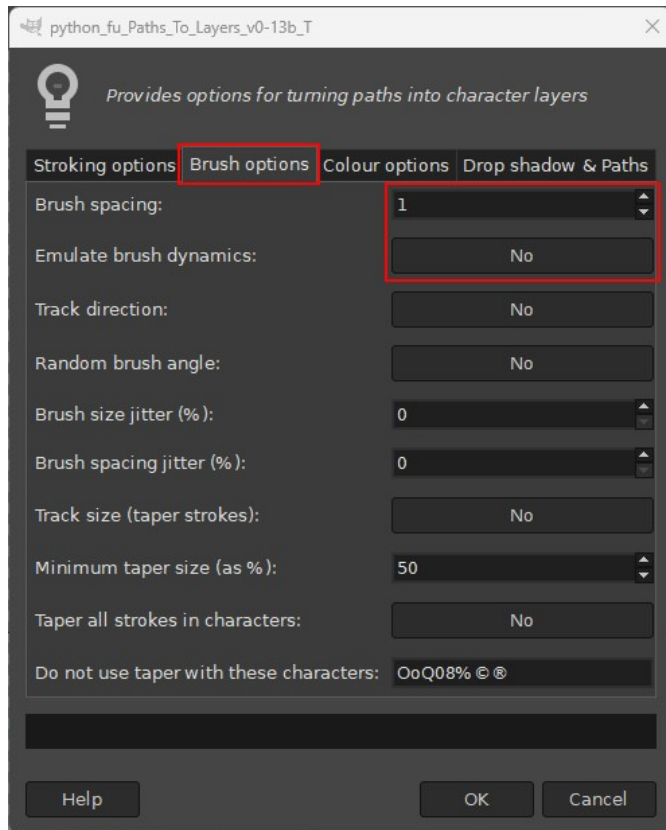 python_fu_Paths_To_Layers_v0-13b_T
Provides options for turning paths into character layers
Stroking options Brush options Colour options Drop shadow & Paths
Brush spacing: 1
Emulate brush dynamics: No
Track direction: No
Random brush angle: No
Brush size jitter (%): 0
Brush spacing jitter (%): 0
Track size (taper strokes): No
Minimum taper size (as %): 50
Taper all strokes in characters: No
Do not use taper with these characters: OoQ08% © ®
Help OK Cancel